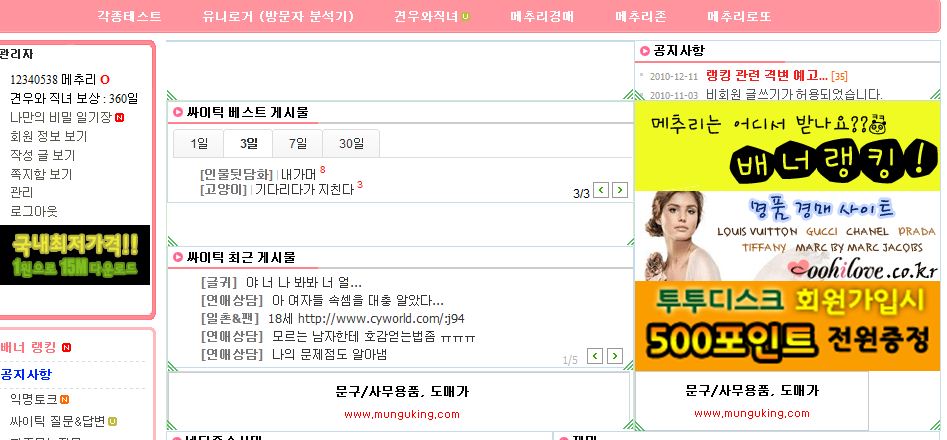 각종테스트 유니로거 (방문자 분석기) 견우와직녀 U 메추리경매 메추리존 메추리로또
관리자
12340538 메추리 O
견우와 직녀 보상 : 360일
나만의 비밀 일기장 N
회원 정보 보기
작성 글 보기
쪽지함 보기
관리
로그아웃
국내최저가격!!
1원으로 15M 다운로드
배너 랭킹 N
공지사항
익명토크 N
싸이틱 질문&답변 U
싸이틱 베스트 게시물
1일 3일 7일 30일
[인물뒷담화] 내가머 8
[고양이] 기다리다가 지친다 3
3/3
싸이틱 최근 게시물
[글귀] 야 너 나 봐봐 너 얼...
[연애상담] 아 여자들 속셈을 대충 알았다...
[일촌&팬] 18세 http://www.cyworld.com/:j94
[연애상담] 모르는 남자한테 호감얻는법좀 ㅠㅠㅠㅠ
[연애상담] 나의 문제점도 알아냄
1/5
문구/사무용품, 도매가
www.munguking.com
공지사항
2010-12-11 랭킹 관련 격변 예고... [35]
2010-11-03 비회원 글쓰기가 허용되었습니다.
메추리는 어디서 받나요??
배너랭킹!
명품 경매 사이트
LOUIS VUITTON GUCCI CHANEL PRADA
TIFFANY MARC BY MARC JACOBS
oohilove.co.kr
투투디스크 회원가입시
500포인트 전원증정
문구/사무용품, 도매가
www.munguking.com